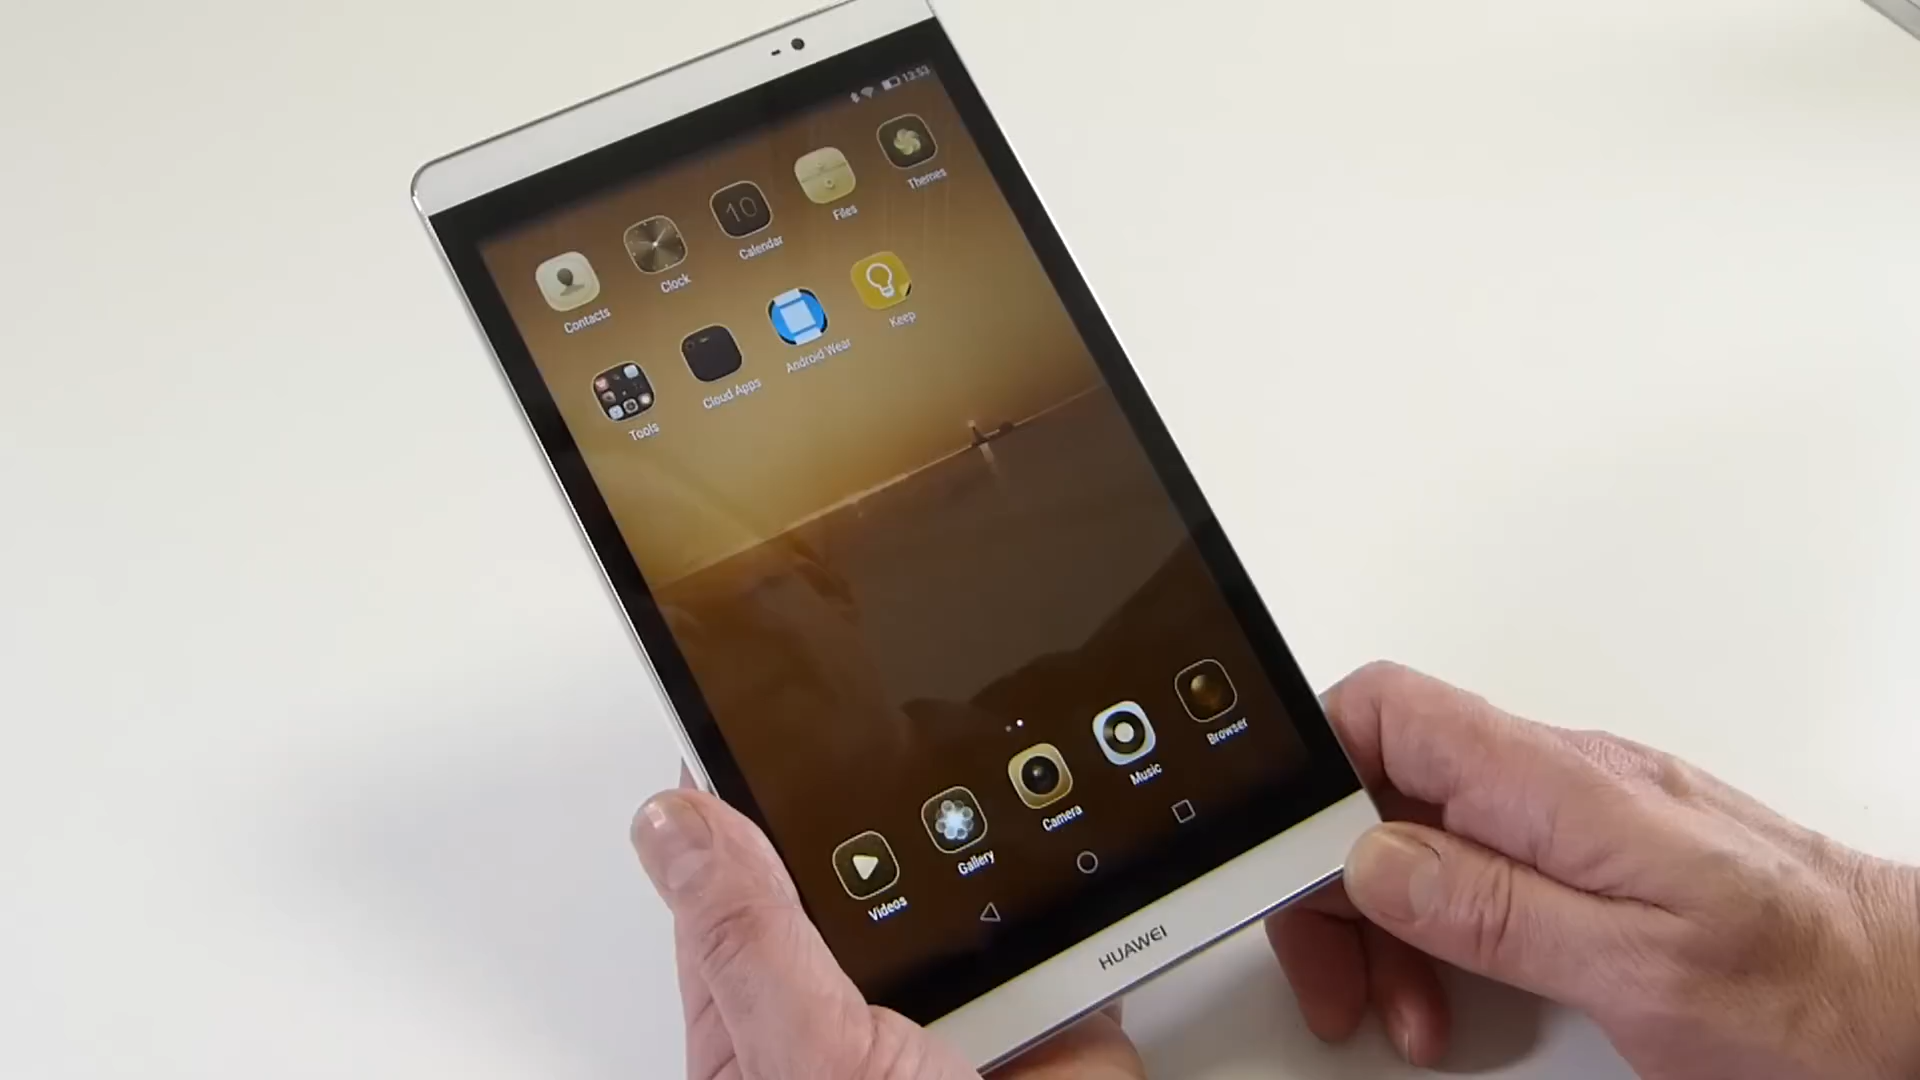 13:53
Contacts
Clock
10
Calendar
Files
Themes
Tools
Cloud Apps
Android Wear
Keep
Videos
Gallery
Camera
Music
Browser
HUAWEI